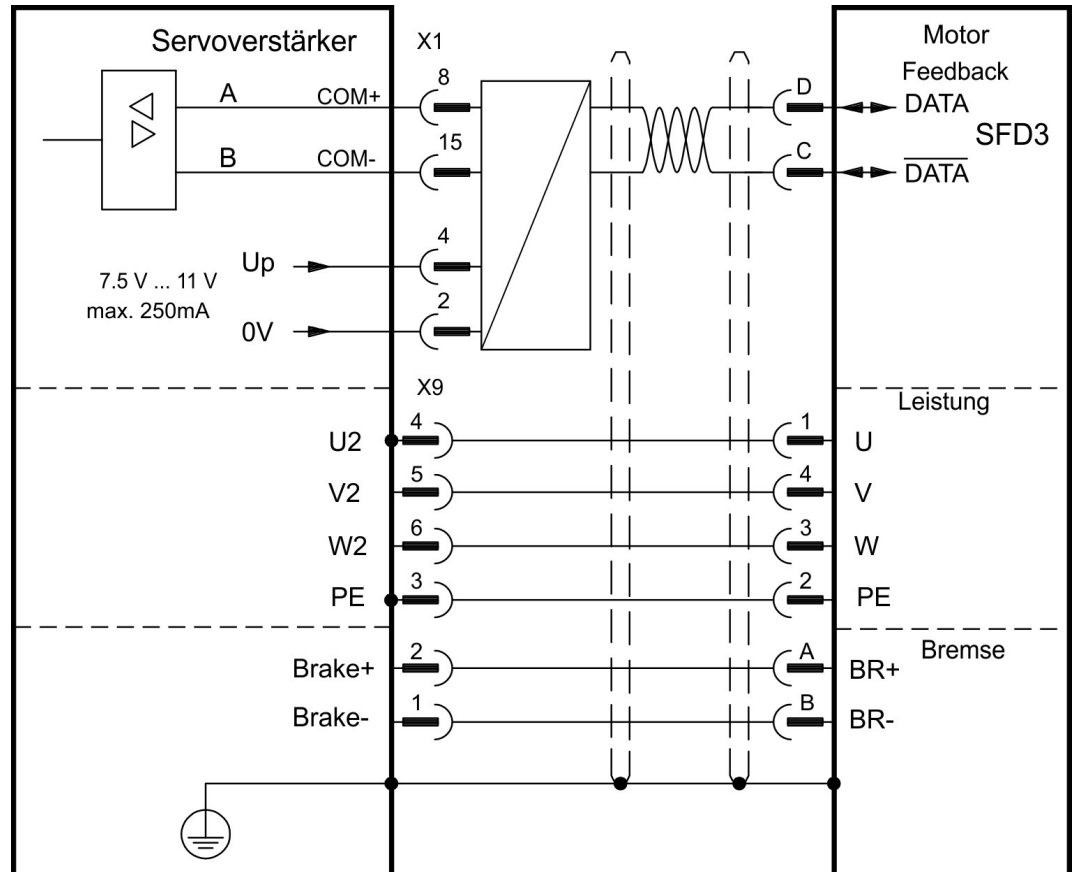 Servoverstärker X1 Motor
Feedback
A COM+ 8 D DATA
SFD3
B COM- 15 C DATA
Up 4
7.5 V ... 11 V
max. 250mA
0V 2
X9 Leistung
U2 4 1 U
V2 5 4 V
W2 6 3 W
PE 3 2 PE
Bremse
Brake+ 2 A BR+
Brake- 1 B BR-